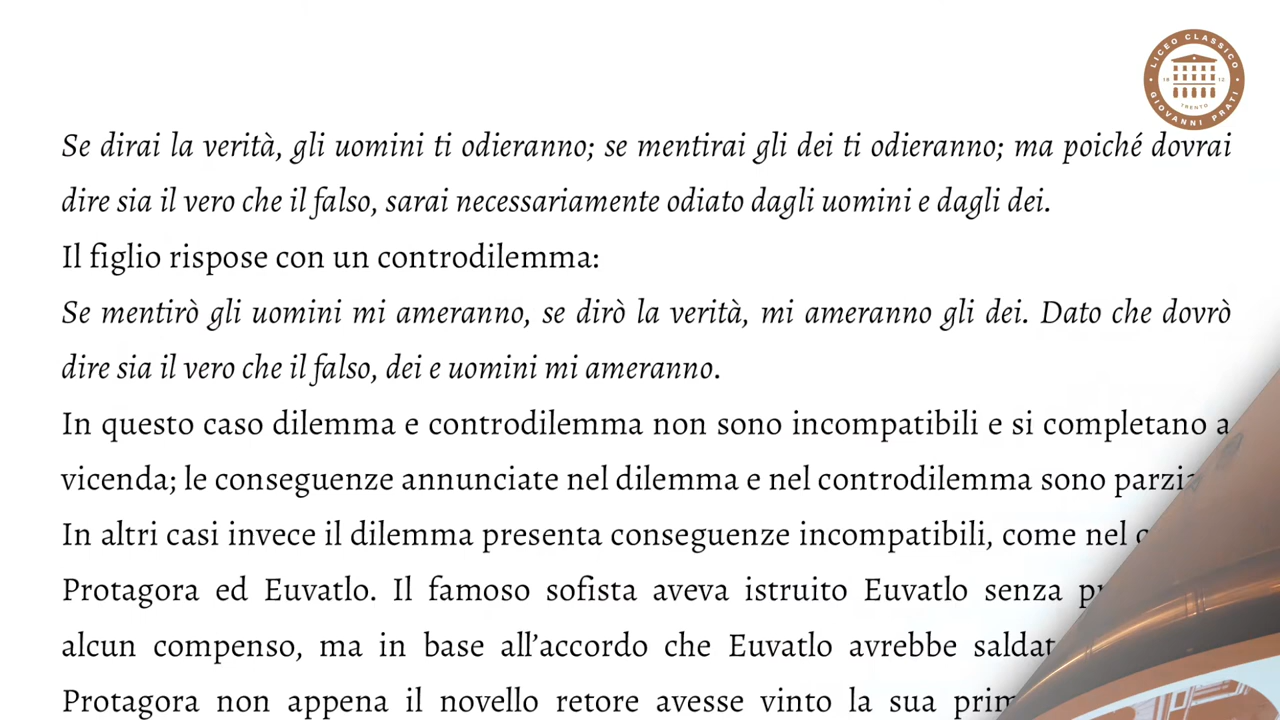 LICEO CLASSICO
18 12
TRENTO
GIOVANNI PRATI
Se dirai la verità, gli uomini ti odieranno; se mentirai gli dei ti odieranno; ma poiché dovrai
dire sia il vero che il falso, sarai necessariamente odiato dagli uomini e dagli dei.
Il figlio rispose con un controdilemma:
Se mentirò gli uomini mi ameranno, se dirò la verità, mi ameranno gli dei. Dato che dovrò
dire sia il vero che il falso, dei e uomini mi ameranno.
In questo caso dilemma e controdilemma non sono incompatibili e si completano a
vicenda; le conseguenze annunciate nel dilemma e nel controdilemma sono
In altri casi invece il dilemma presenta conseguenze incompatibili, come nel
Protagora ed Euvatlo. Il famoso sofista aveva istruito Euvatlo senza
alcun compenso, ma in base all’accordo che Euvatlo avrebbe
Protagora non appena il novello retore avesse vinto la sua